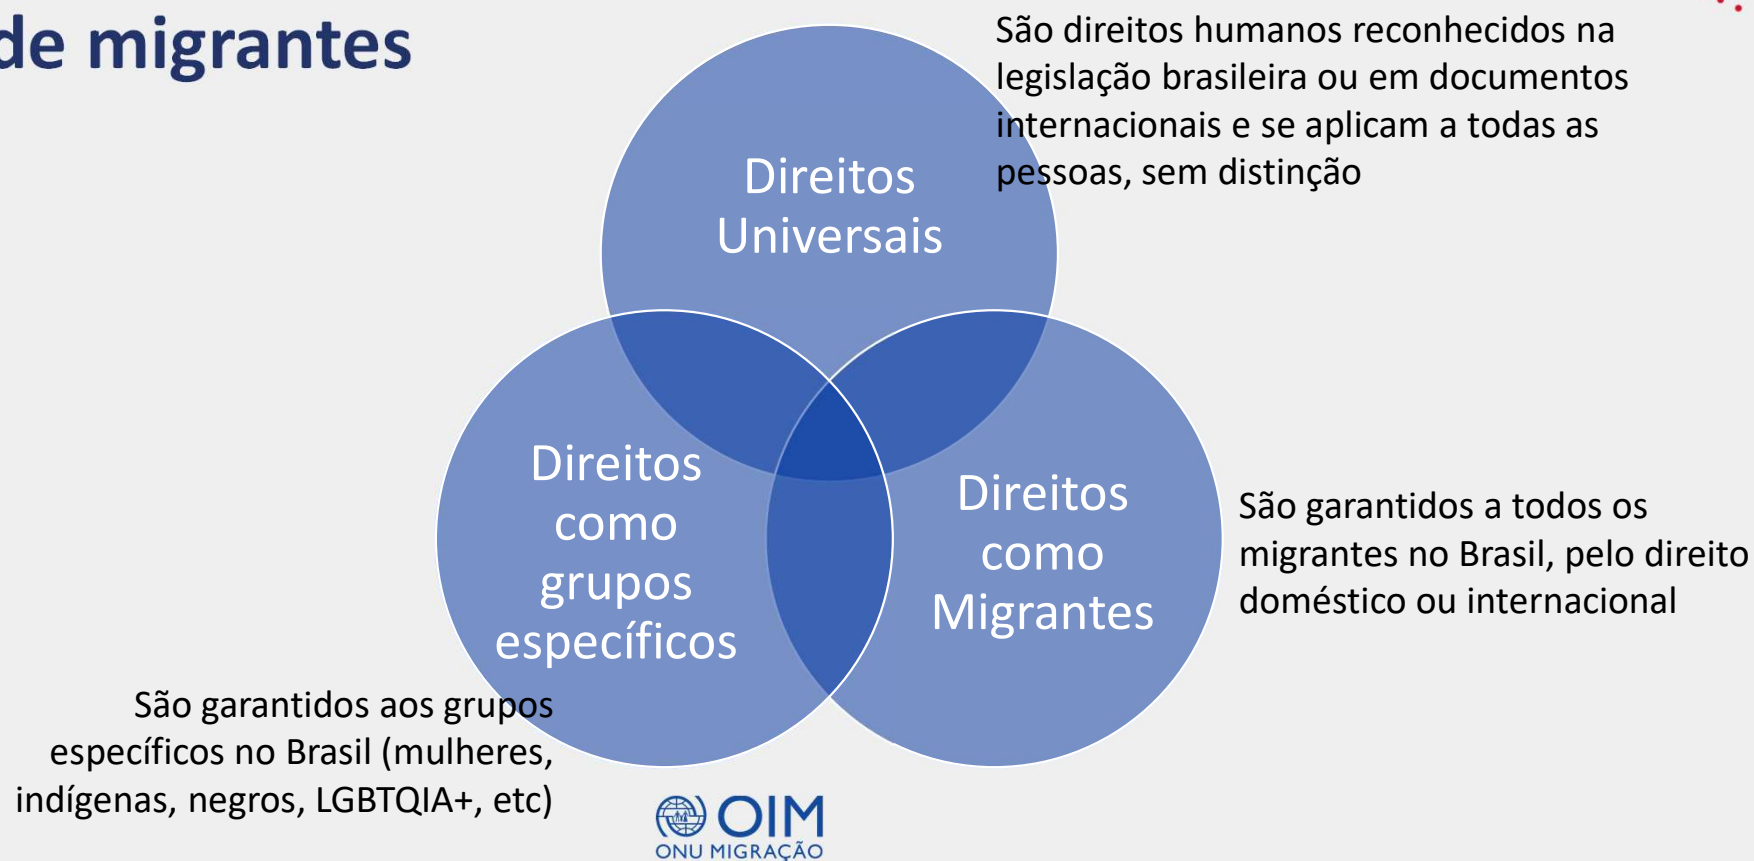 de migrantes
São direitos humanos reconhecidos na
legislação brasileira ou em documentos
internacionais e se aplicam a todas as
pessoas, sem distinção
Direitos
Universais
Direitos
como
grupos
específicos
Direitos
como
Migrantes
São garantidos a todos os
migrantes no Brasil, pelo direito
doméstico ou internacional
São garantidos aos grupos
específicos no Brasil (mulheres,
indígenas, negros, LGBTQIA+, etc)
OIM
ONU MIGRAÇÃO